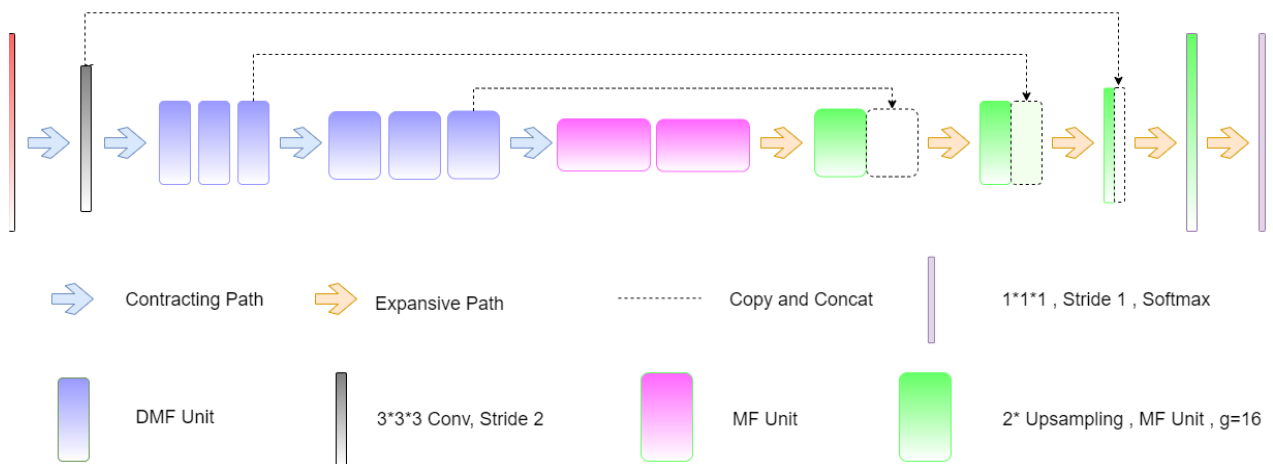 Contracting Path
Expansive Path
Copy and Concat
1*1*1 , Stride 1 , Softmax
DMF Unit
3*3*3 Conv, Stride 2
MF Unit
2* Upsampling , MF Unit , g=16